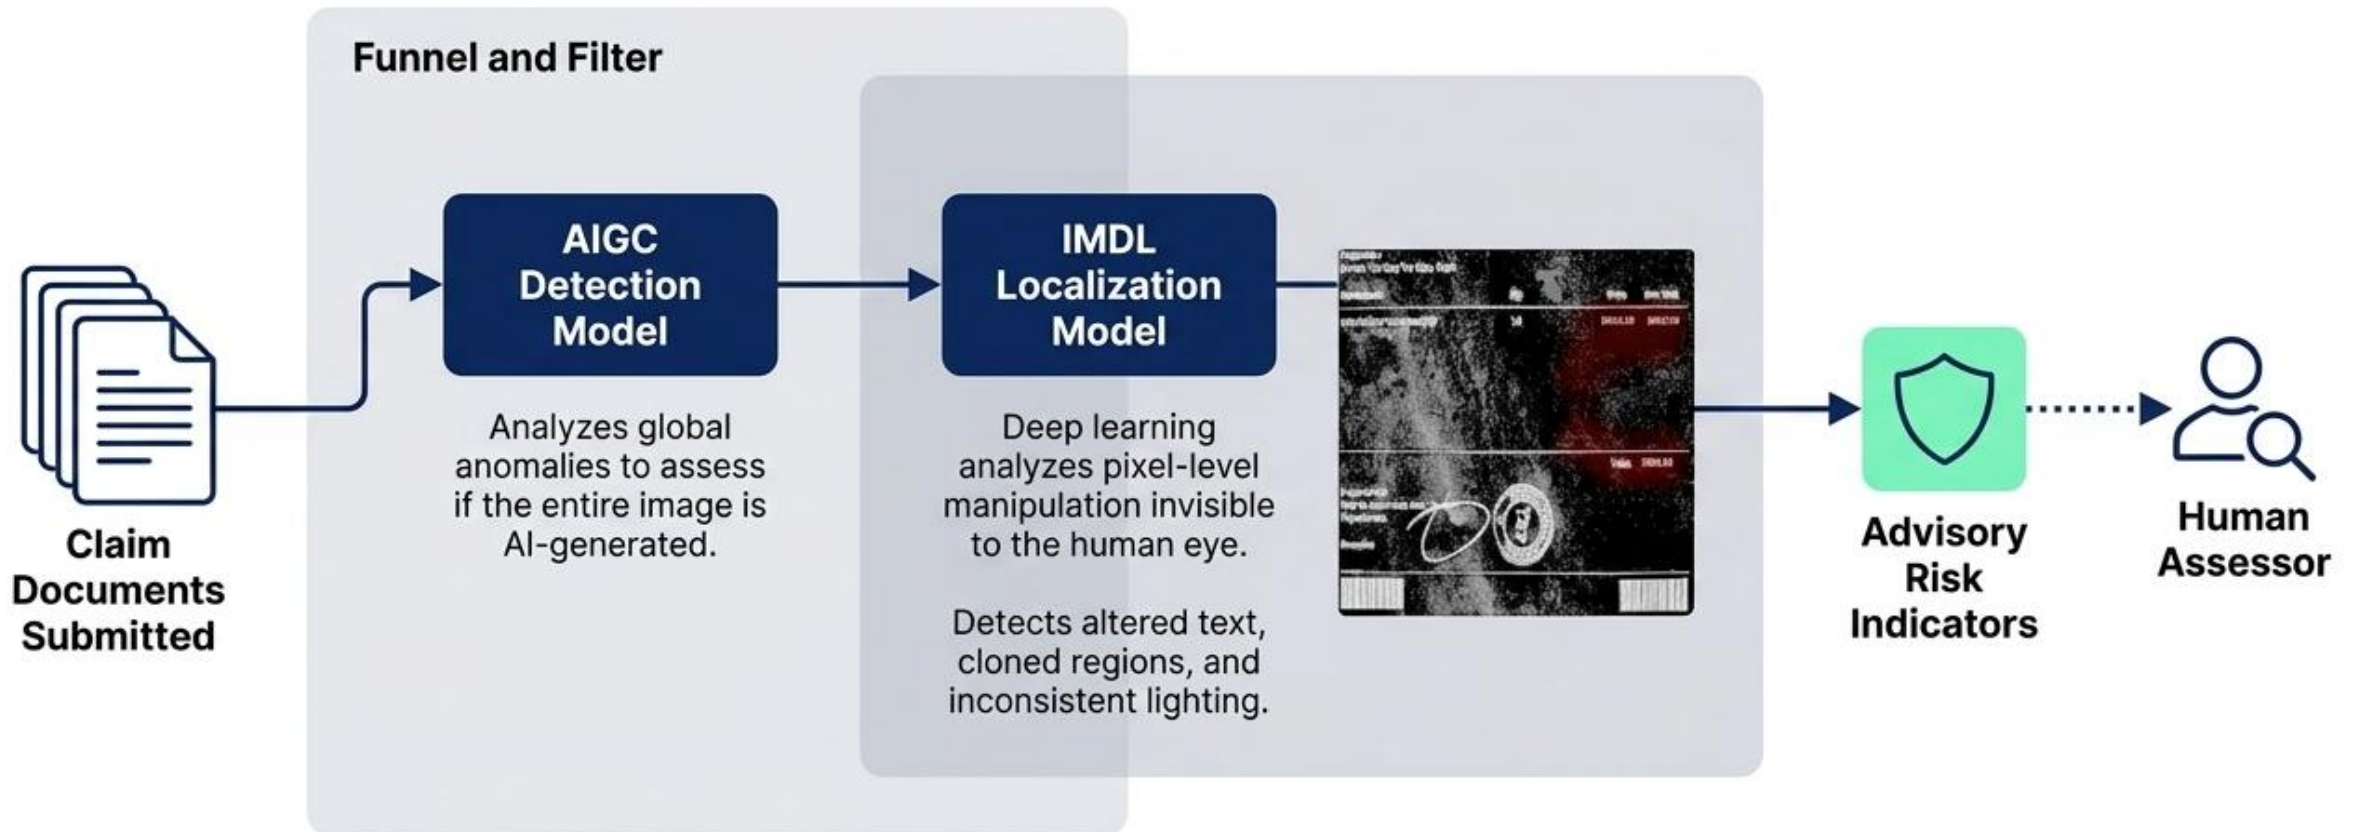 Funnel and Filter
Claim
Documents
Submitted
AIGC
Detection
Model
Analyzes global
anomalies to assess
if the entire image is
AI-generated.
IMDL
Localization
Model
Deep learning
analyzes pixel-level
manipulation invisible
to the human eye.
Detects altered text,
cloned regions, and
inconsistent lighting.
Advisory
Risk
Indicators
Human
Assessor